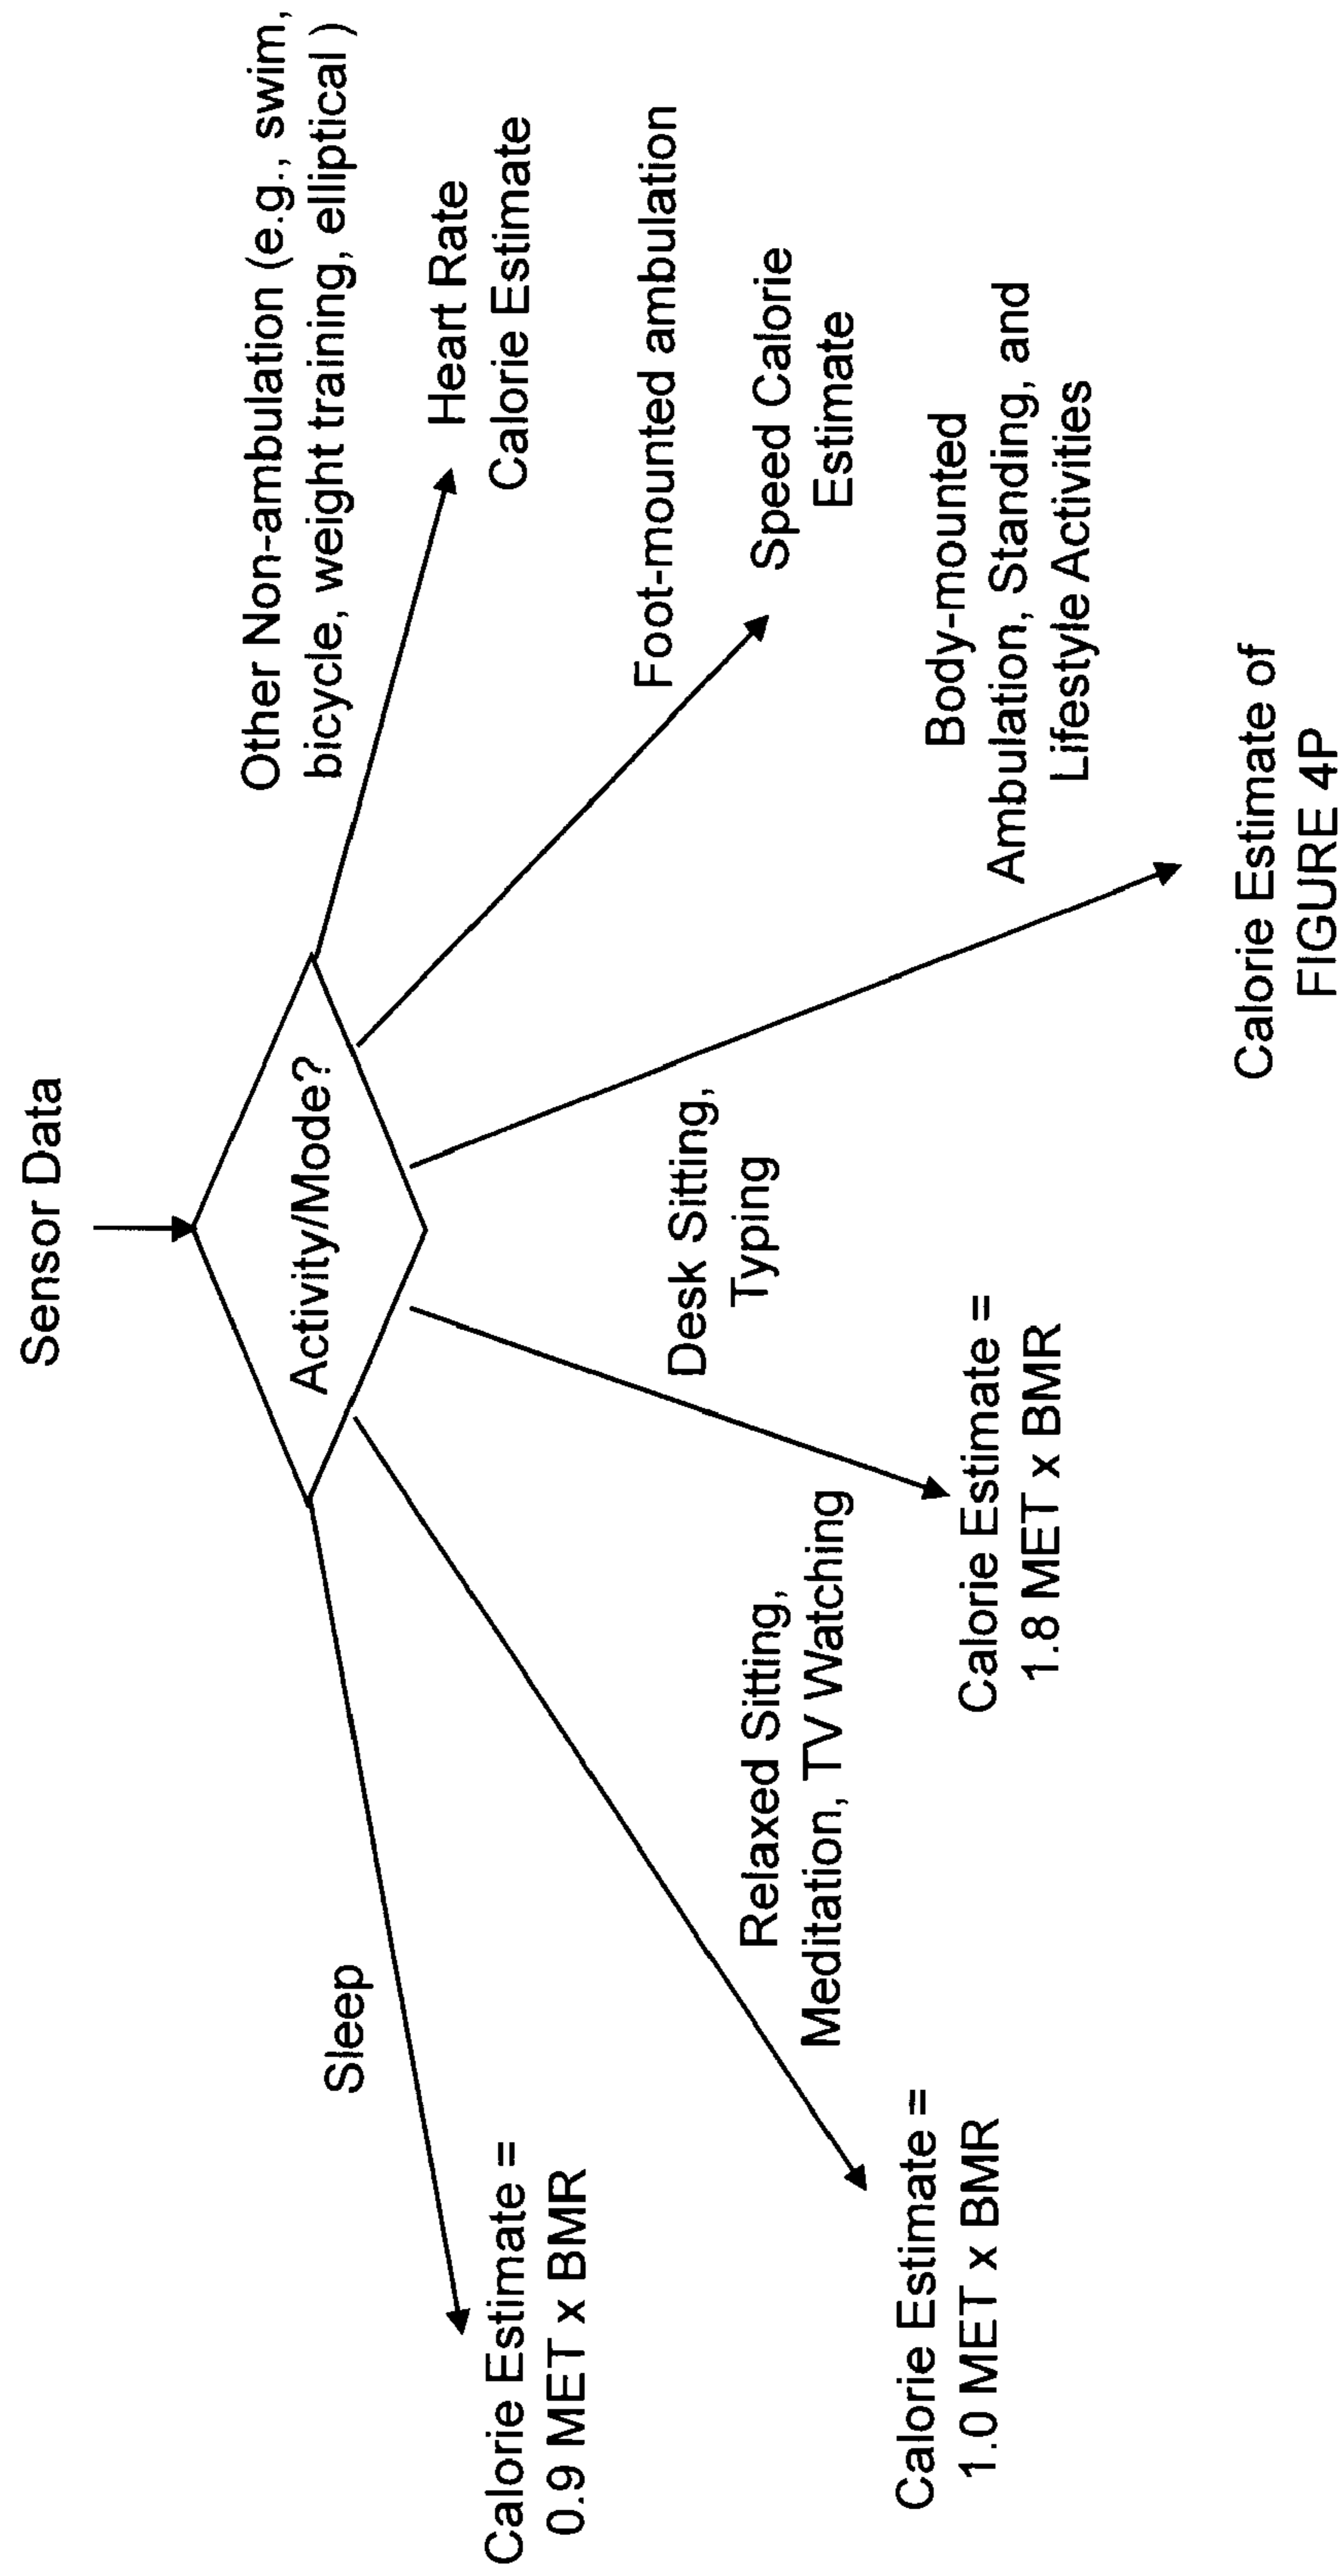 Sensor Data
Activity/Mode?
Sleep
Calorie Estimate =
0.9 MET x BMR
Relaxed Sitting,
Meditation, TV Watching
Calorie Estimate =
1.0 MET x BMR
Desk Sitting,
Typing
Calorie Estimate =
1.8 MET x BMR
Body-mounted
Ambulation, Standing, and
Lifestyle Activities
Calorie Estimate of
FIGURE 4P
Foot-mounted ambulation
Speed Calorie
Estimate
Other Non-ambulation (e.g., swim,
bicycle, weight training, elliptical )
Heart Rate
Calorie Estimate